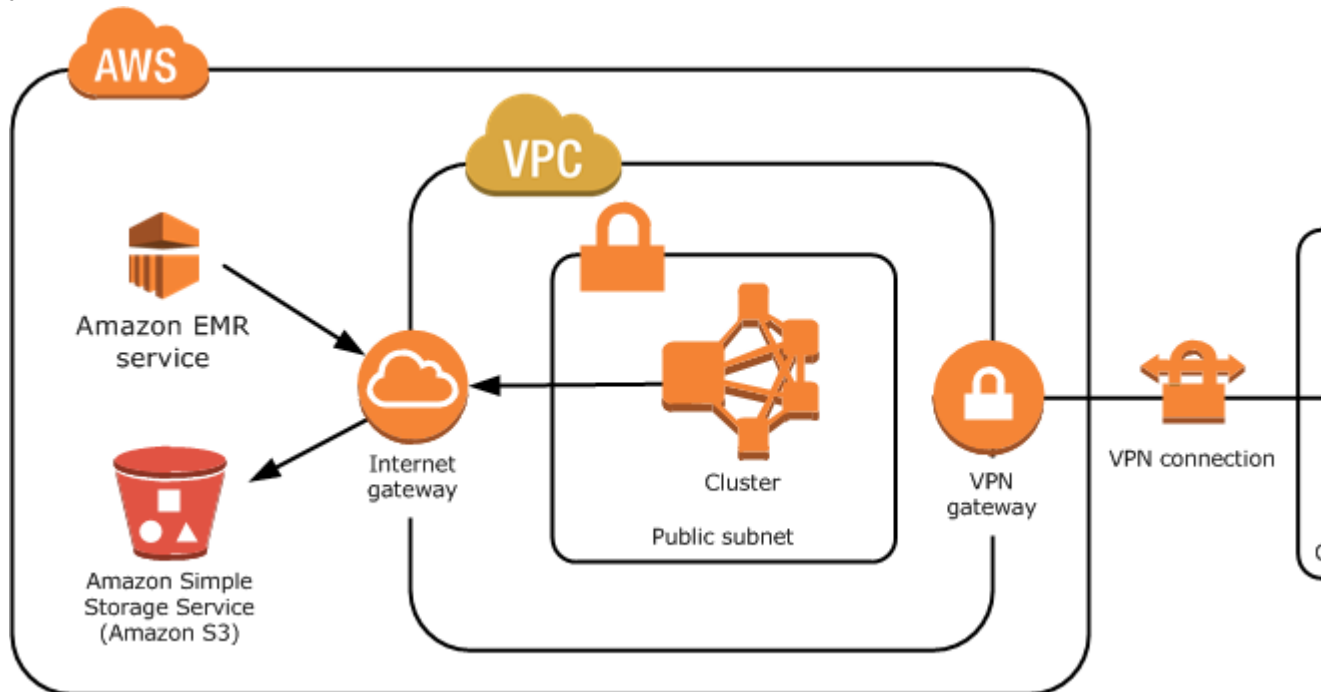 AWS
VPC
Amazon EMR
service
Internet
gateway
Cluster
Public subnet
VPN
gateway
VPN connection
Amazon Simple
Storage Service
(Amazon S3)